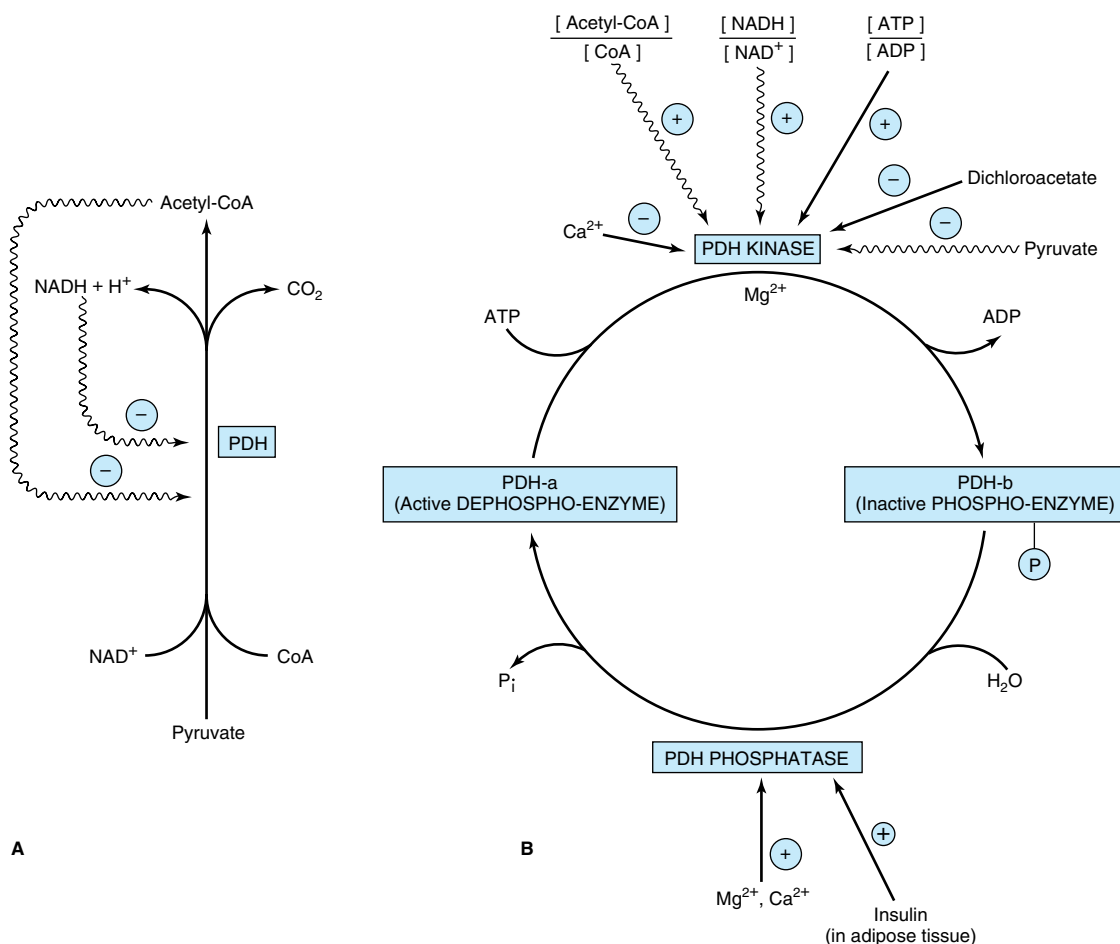 Acetyl-CoA
NADH + H⁺
CO₂
−
−
PDH
NAD⁺
CoA
Pyruvate
A
[ Acetyl-CoA ]
[ CoA ]
[ NADH ]
[ NAD⁺ ]
[ ATP ]
[ ADP ]
+
+
+
−
Dichloroacetate
−
Pyruvate
Ca²⁺
−
PDH KINASE
Mg²⁺
ATP
ADP
PDH-a
(Active DEPHOSPHO-ENZYME)
PDH-b
(Inactive PHOSPHO-ENZYME)
P
Pi
H₂O
PDH PHOSPHATASE
+
+
Mg²⁺, Ca²⁺
Insulin
(in adipose tissue)
B